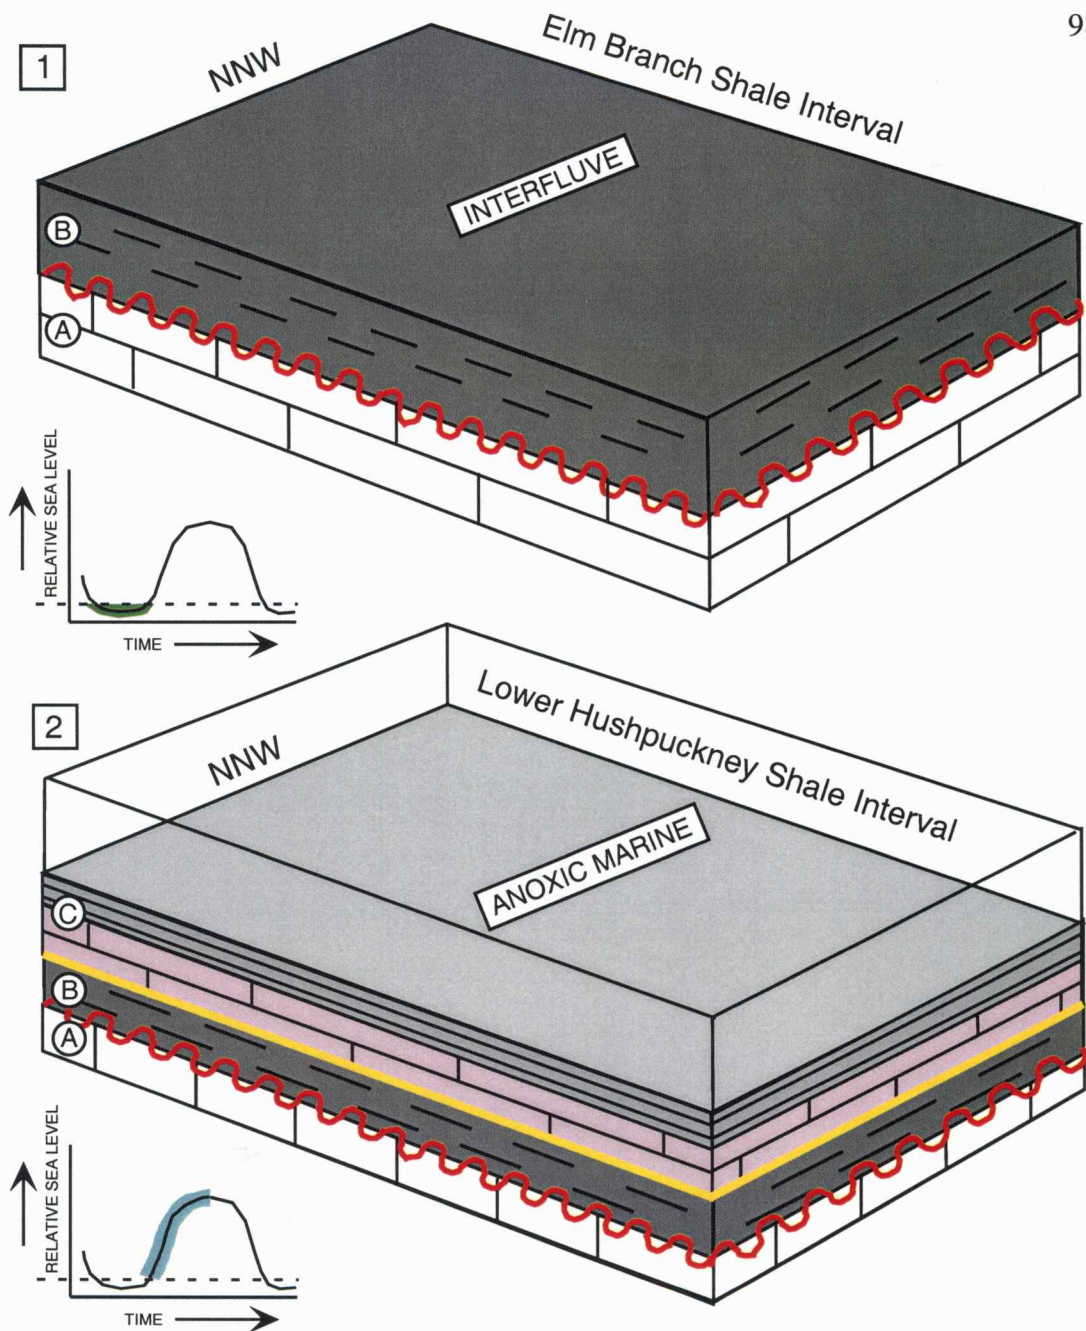 1
NNW
Elm Branch Shale Interval
INTERFLUVE
B
A
RELATIVE SEA LEVEL
TIME
2
NNW
Lower Hushpuckney Shale Interval
ANOXIC MARINE
C
B
A
RELATIVE SEA LEVEL
TIME